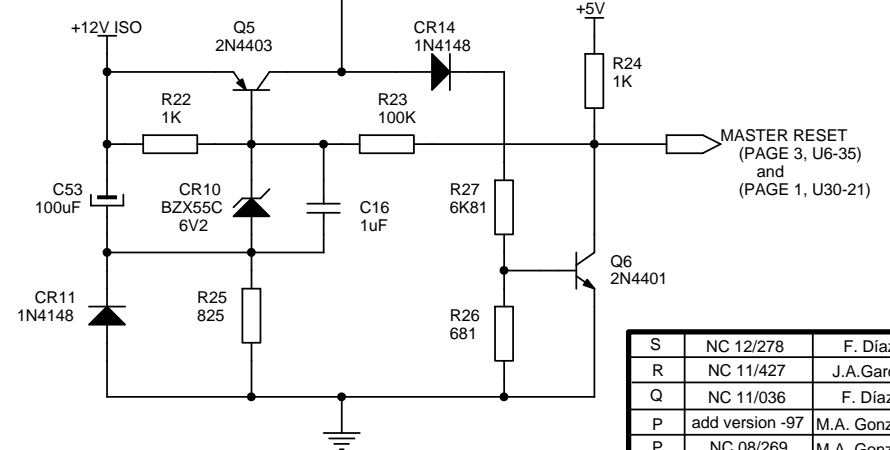 +12V ISO
Q5
2N4403
CR14
1N4148
+5V
R24
1K
R22
1K
R23
100K
MASTER RESET
(PAGE 3, U6-35)
and
(PAGE 1, U30-21)
C53
100uF
CR10
BZX55C
6V2
C16
1uF
R27
6K81
Q6
2N4401
CR11
1N4148
R25
825
R26
681
S NC 12/278 F. Díaz
R NC 11/427 J.A.Gar
Q NC 11/036 F. Díaz
P add version -97 M.A. Gonz
P NC 08/269 M.A. Gonz